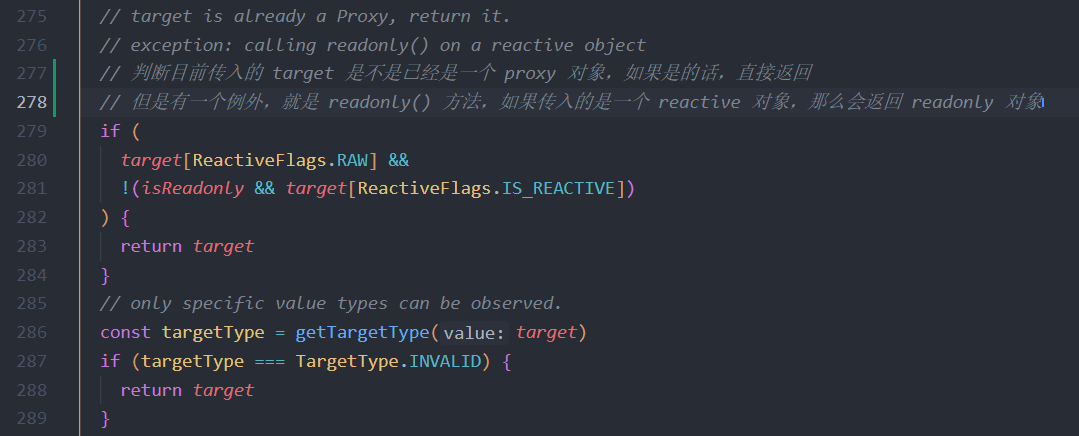 275 // target is already a Proxy, return it.
276 // exception: calling readonly() on a reactive object
277 // 判断目前传入的 target 是不是己经是一个 proxy 对象，如果是的话，直接返回
278 // 但是有一个例外，就是 readonly() 方法，如果传入的是一个 reactive 对象，那么会返回 readonly 对象
279 if (
280 target[ReactiveFlags.RAW] &&
281 !(isReadonly && target[ReactiveFlags.IS_REACTIVE])
282 ) {
283 return target
284 }
285 // only specific value types can be observed.
286 const targetType = getTargetType( value: target)
287 if (targetType === TargetType.INVALID) {
288 return target
289 }